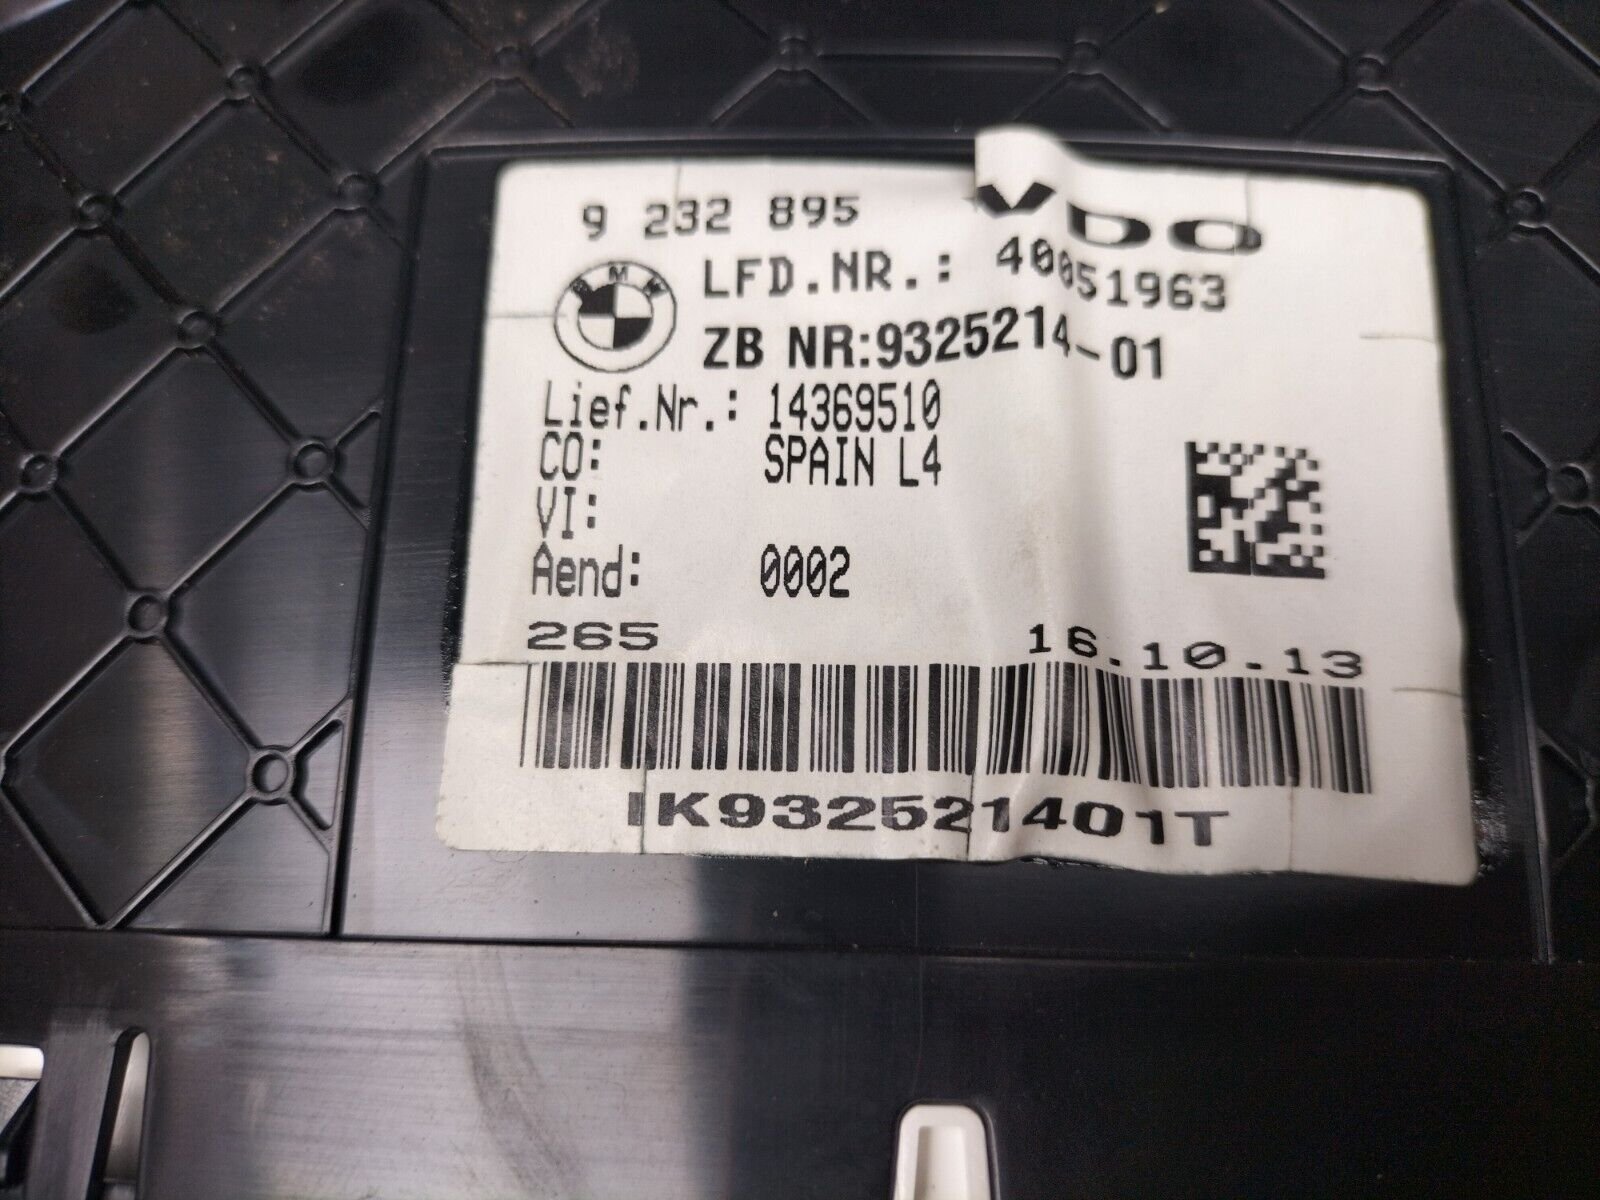 9 232 895 VDO
BMW
LFD.NR.: 40051963
ZB NR:9325214-01
Lief.Nr.: 14369510
CO: SPAIN L4
VI:
Aend: 0002
265 16.10.13
IK932521401T